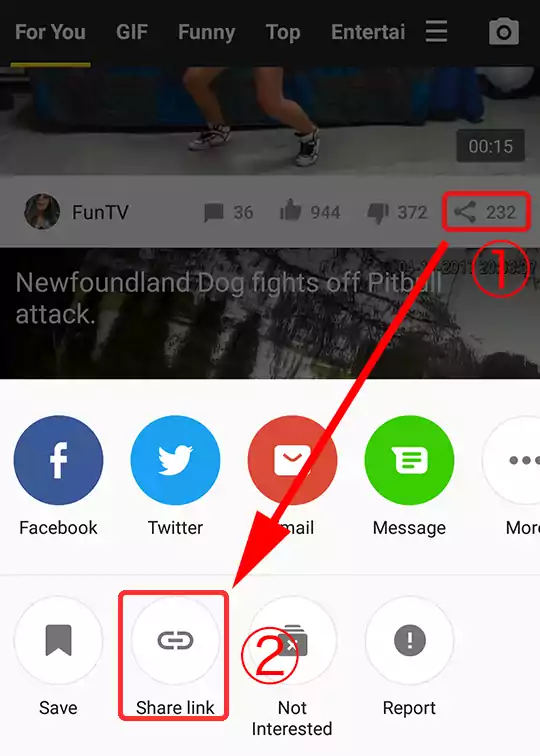 For You GIF Funny Top Entertai
00:15
FunTV 36 944 372 232
①
Newfoundland Dog fights off Pitbull
attack.
Facebook Twitter mail Message More
②
Save Share link Not Interested Report